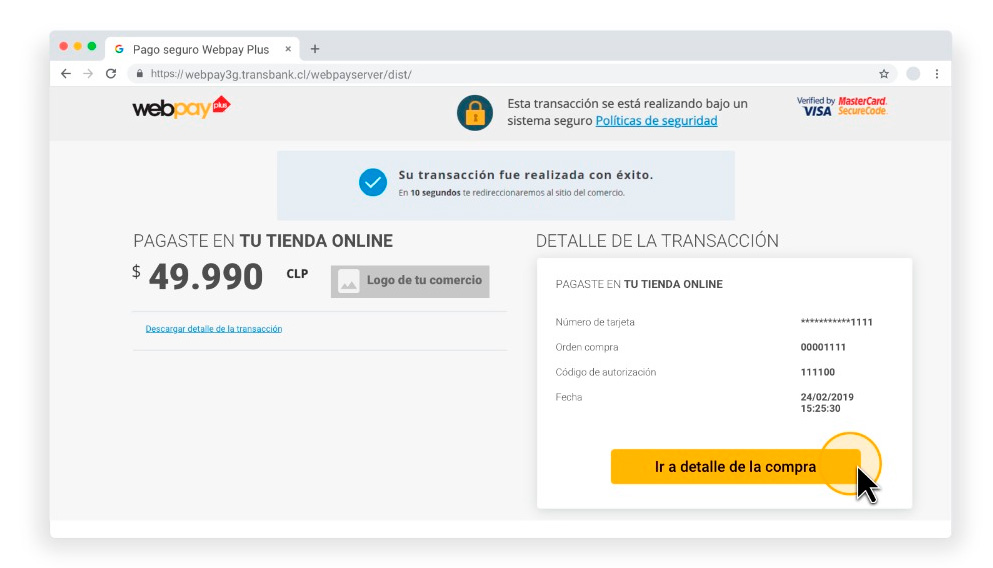 Pago seguro Webpay Plus
https://webpay3g.transbank.cl/webpayserver/dist/
webpay plus
Esta transacción se está realizando bajo un
sistema seguro Políticas de seguridad
Verified by VISA
MasterCard. SecureCode.
Su transacción fue realizada con éxito.
En 10 segundos te redireccionaremos al sitio del comercio.
PAGASTE EN TU TIENDA ONLINE
$ 49.990 CLP
Logo de tu comercio
Descargar detalle de la transacción
DETALLE DE LA TRANSACCIÓN
PAGASTE EN TU TIENDA ONLINE
Número de tarjeta ***********1111
Orden compra 00001111
Código de autorización 111100
Fecha 24/02/2019
15:25:30
Ir a detalle de la compra